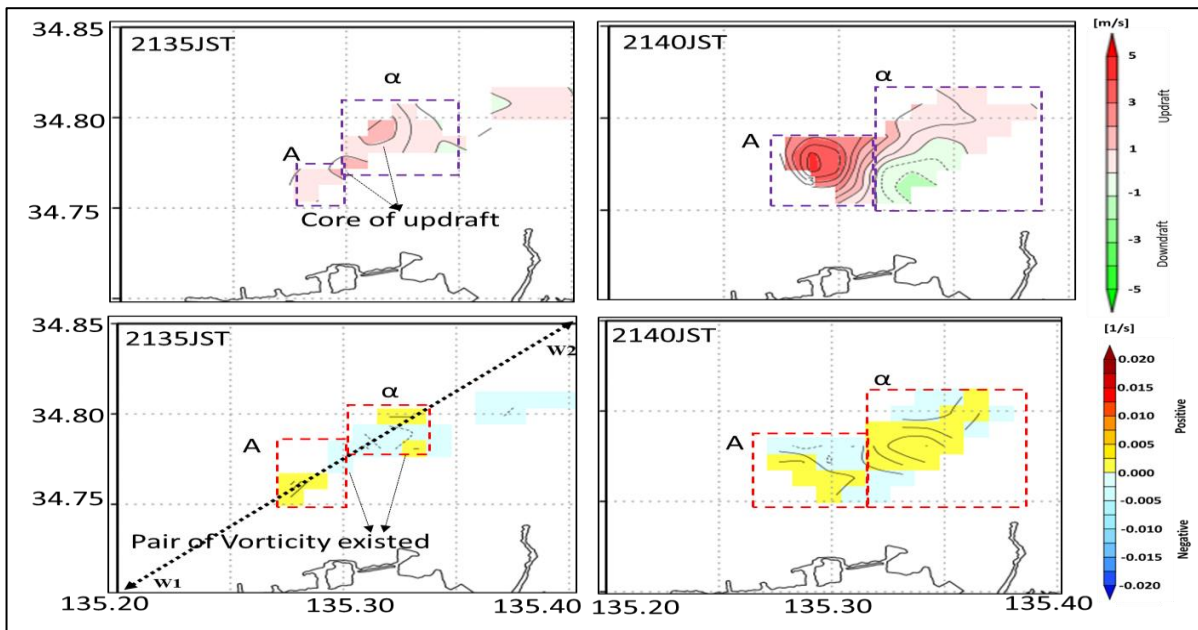 34.85
2135JST
α
34.80
A
34.75
Core of updraft
2140JST
α
A
[m/s]
5
3
1
-1
-3
-5
Updraft
Downdraft
34.85
2135JST
W2
α
34.80
A
34.75
Pair of Vorticity existed
W1
135.20
135.30
135.40
2140JST
α
A
135.20
135.30
135.40
[1/s]
0.020
0.015
0.010
0.005
0.000
-0.005
-0.010
-0.015
-0.020
Positive
Negative